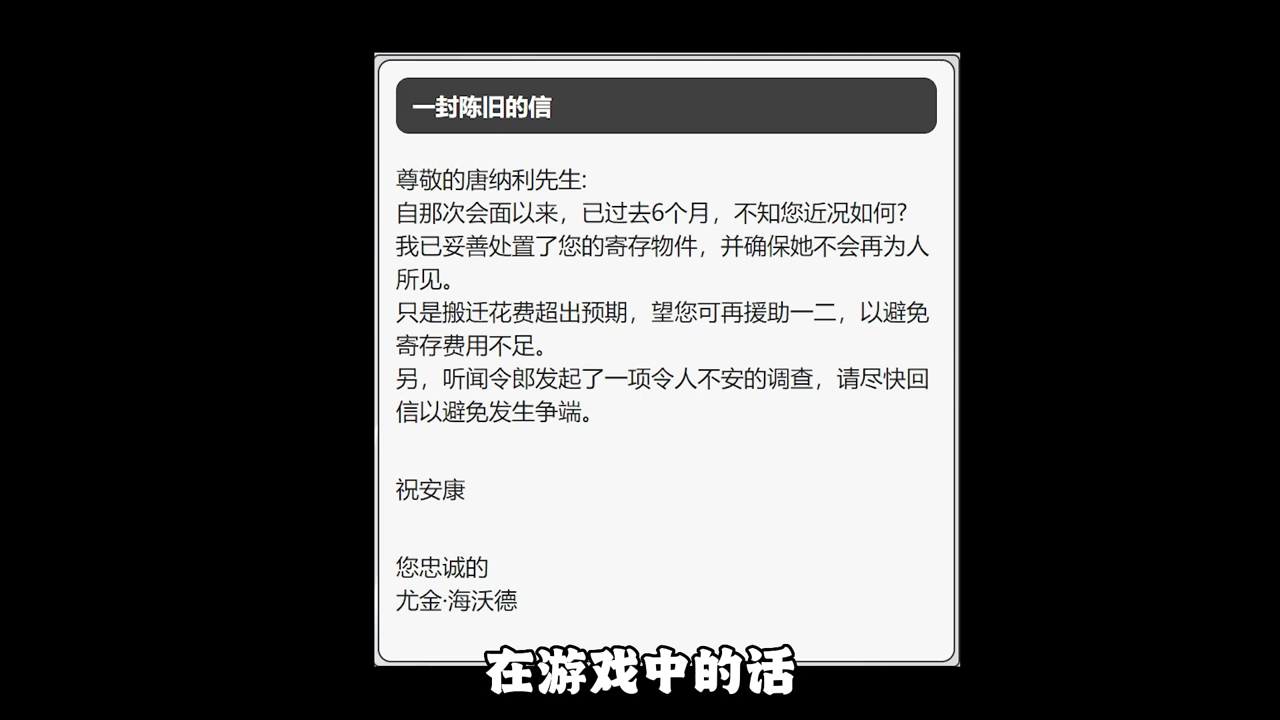 一封陈旧的信
尊敬的唐纳利先生:
自那次会面以来，已过去6个月，不知您近况如何?
我已妥善处置了您的寄存物件，并确保她不会再为人
所见。
只是搬迁花费超出预期，望您可再援助一二，以避免
寄存费用不足。
另，听闻令郎发起了一项令人不安的调查，请尽快回
信以避免发生争端。
祝安康
您忠诚的
尤金·海沃德
在游戏中的话